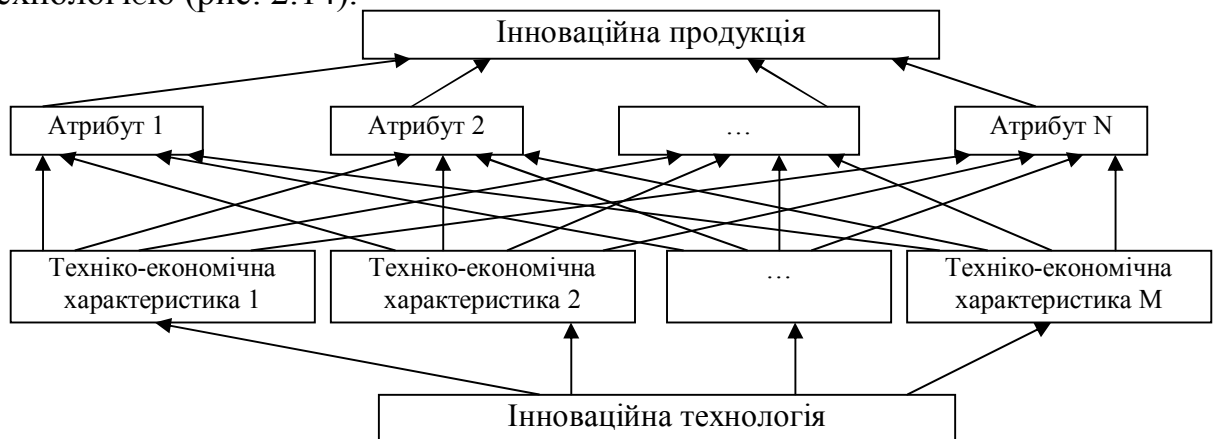 (рис. 2.14).
Інноваційна продукція
Атрибут 1
Атрибут 2
…
Атрибут N
Техніко-економічна
характеристика 1
Техніко-економічна
характеристика 2
…
Техніко-економічна
характеристика M
Інноваційна технологія